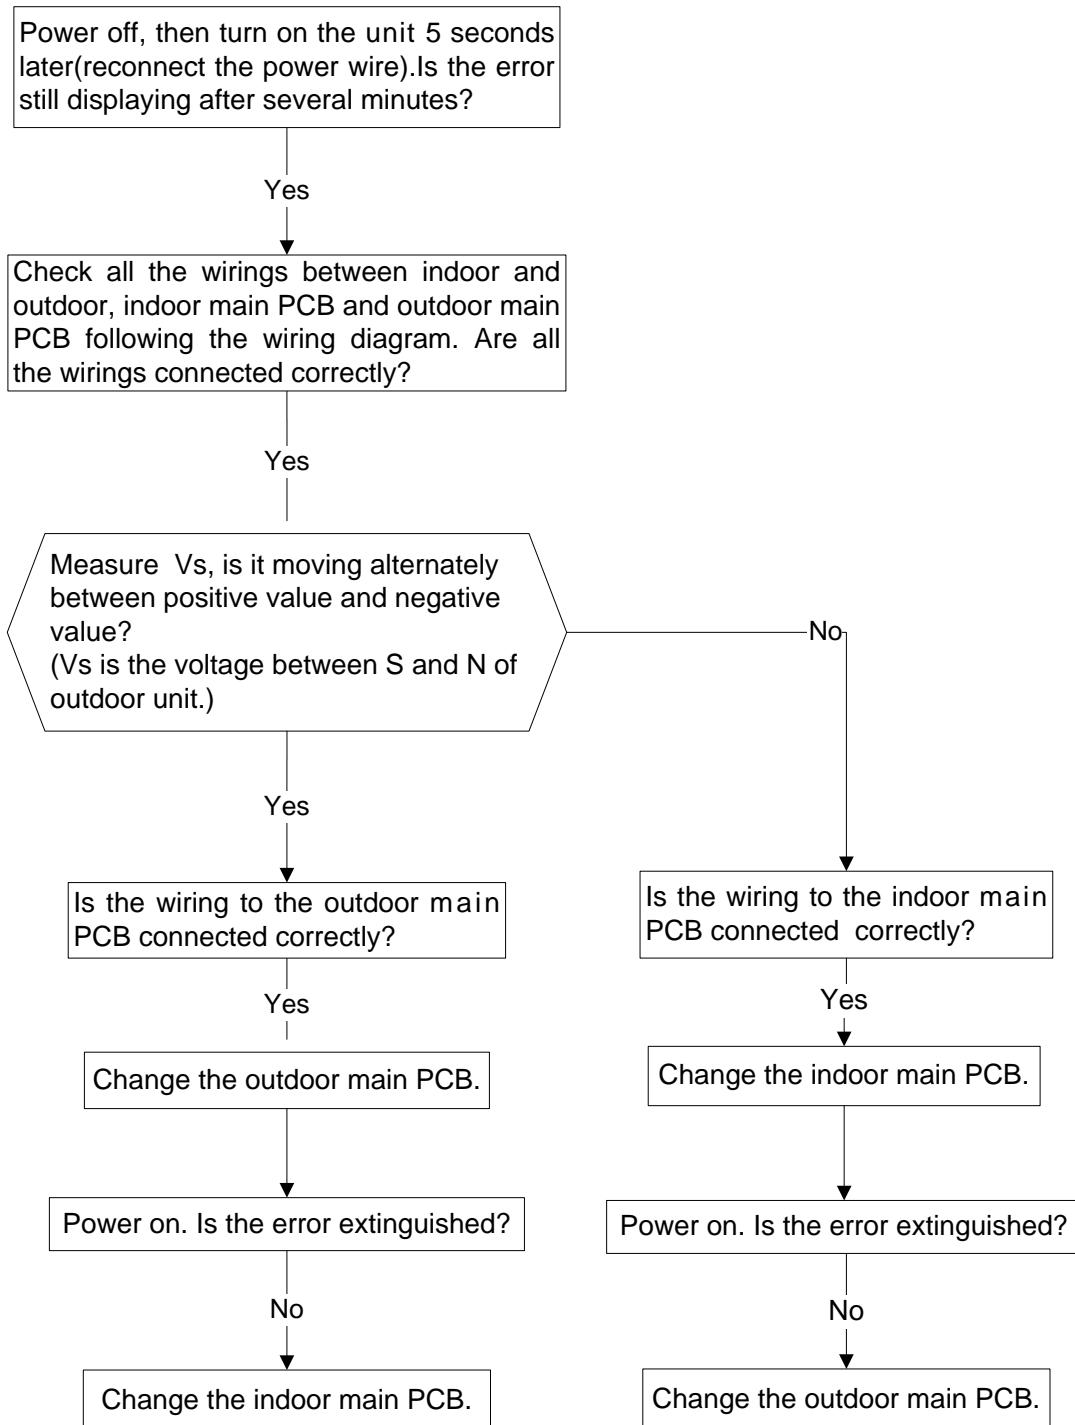 Power off, then turn on the unit 5 seconds
later(reconnect the power wire).Is the error
still displaying after several minutes?
Yes
Check all the wirings between indoor and
outdoor, indoor main PCB and outdoor main
PCB following the wiring diagram. Are all
the wirings connected correctly?
Yes
Measure Vs, is it moving alternately
between positive value and negative
value?
(Vs is the voltage between S and N of
outdoor unit.)
No
Yes
Is the wiring to the outdoor main
PCB connected correctly?
Yes
Change the outdoor main PCB.
Power on. Is the error extinguished?
No
Change the indoor main PCB.
Is the wiring to the indoor main
PCB connected correctly?
Yes
Change the indoor main PCB.
Power on. Is the error extinguished?
No
Change the outdoor main PCB.